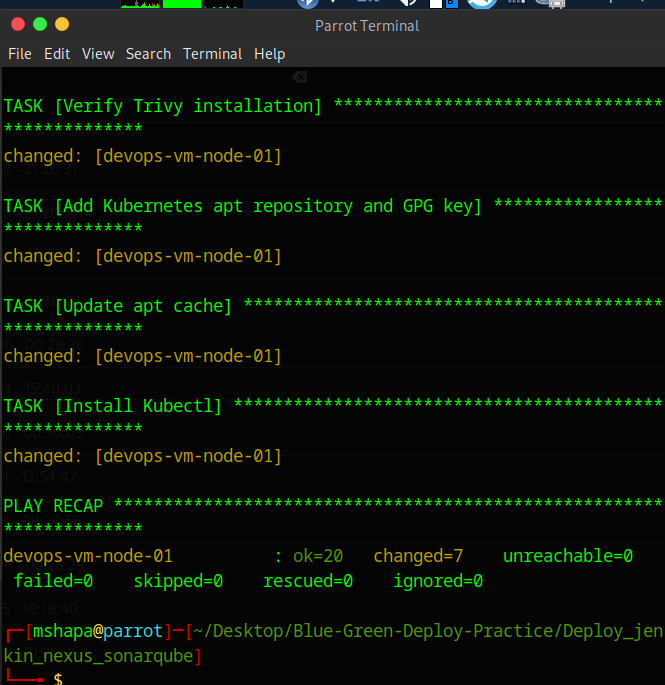 Parrot Terminal
File Edit View Search Terminal Help
TASK [Verify Trivy installation] *********************************
**************
changed: [devops-vm-node-01]
TASK [Add Kubernetes apt repository and GPG key] *****************
**************
changed: [devops-vm-node-01]
TASK [Update apt cache] ******************************************
**************
changed: [devops-vm-node-01]
TASK [Install Kubectl] *******************************************
**************
changed: [devops-vm-node-01]
PLAY RECAP *******************************************************
**************
devops-vm-node-01 : ok=20 changed=7 unreachable=0
failed=0 skipped=0 rescued=0 ignored=0
┌─[mshapa@parrot]─[~/Desktop/Blue-Green-Deploy-Practice/Deploy_jen
kin_nexus_sonarqube]
└──╼ $